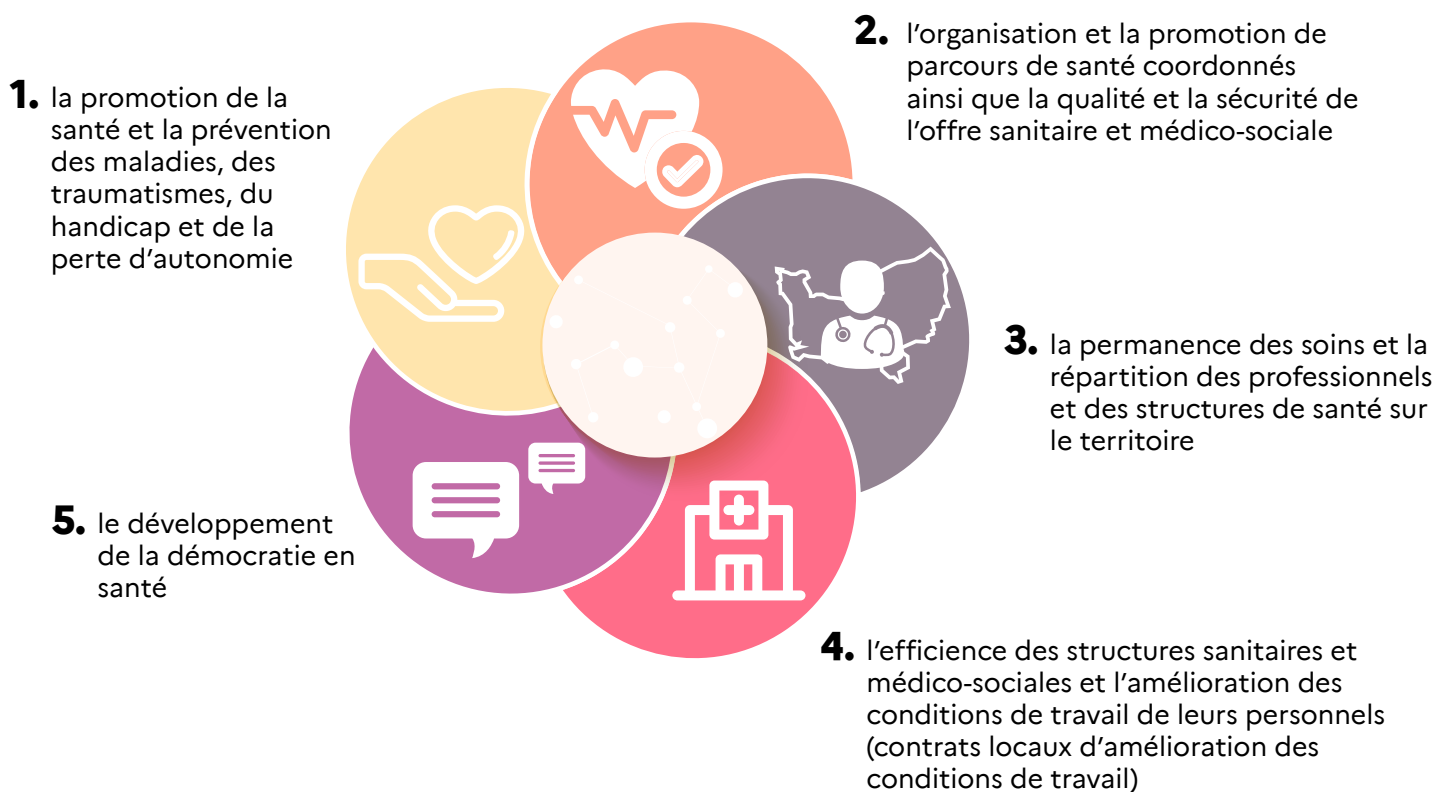 1. la promotion de la
santé et la prévention
des maladies, des
traumatismes, du
handicap et de la
perte d'autonomie
2. l'organisation et la promotion de
parcours de santé coordonnés
ainsi que la qualité et la sécurité de
l'offre sanitaire et médico-sociale
3. la permanence des soins et la
répartition des professionnels
et des structures de santé sur
le territoire
4. l'efficience des structures sanitaires et
médico-sociales et l'amélioration des
conditions de travail de leurs personnels
(contrats locaux d'amélioration des
conditions de travail)
5. le développement
de la démocratie en
santé